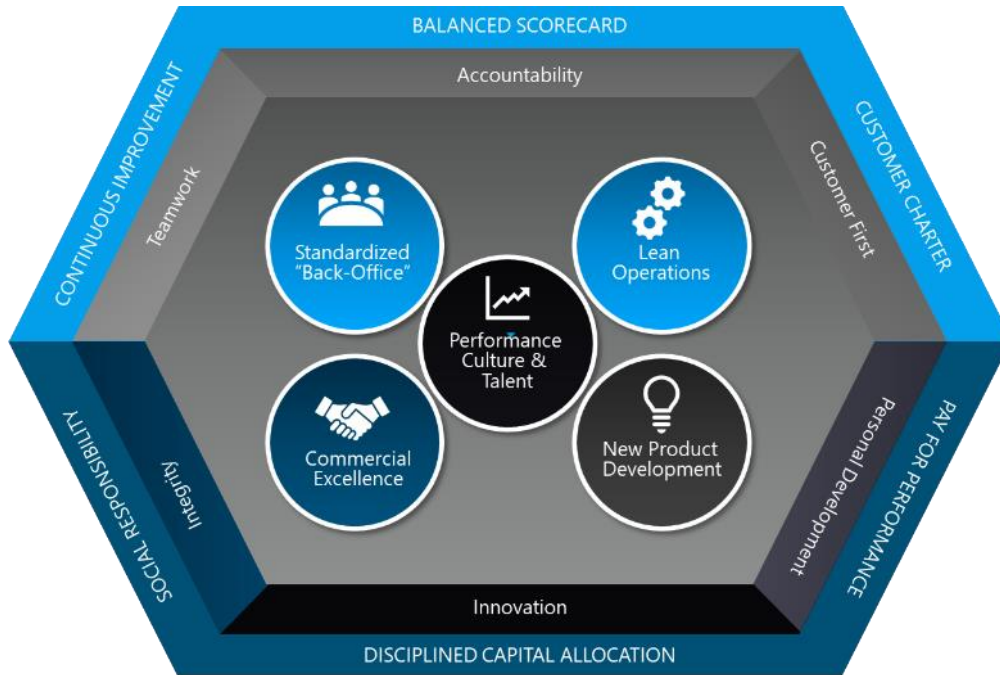 BALANCED SCORECARD
Accountability
CONTINUOUS IMPROVEMENT
Teamwork
CUSTOMER CHARTER
Customer First
Standardized
"Back-Office"
Lean
Operations
Performance
Culture &
Talent
Commercial
Excellence
New Product
Development
SOCIAL RESPONSIBILITY
Integrity
Personal Development
PAY FOR PERFORMANCE
Innovation
DISCIPLINED CAPITAL ALLOCATION